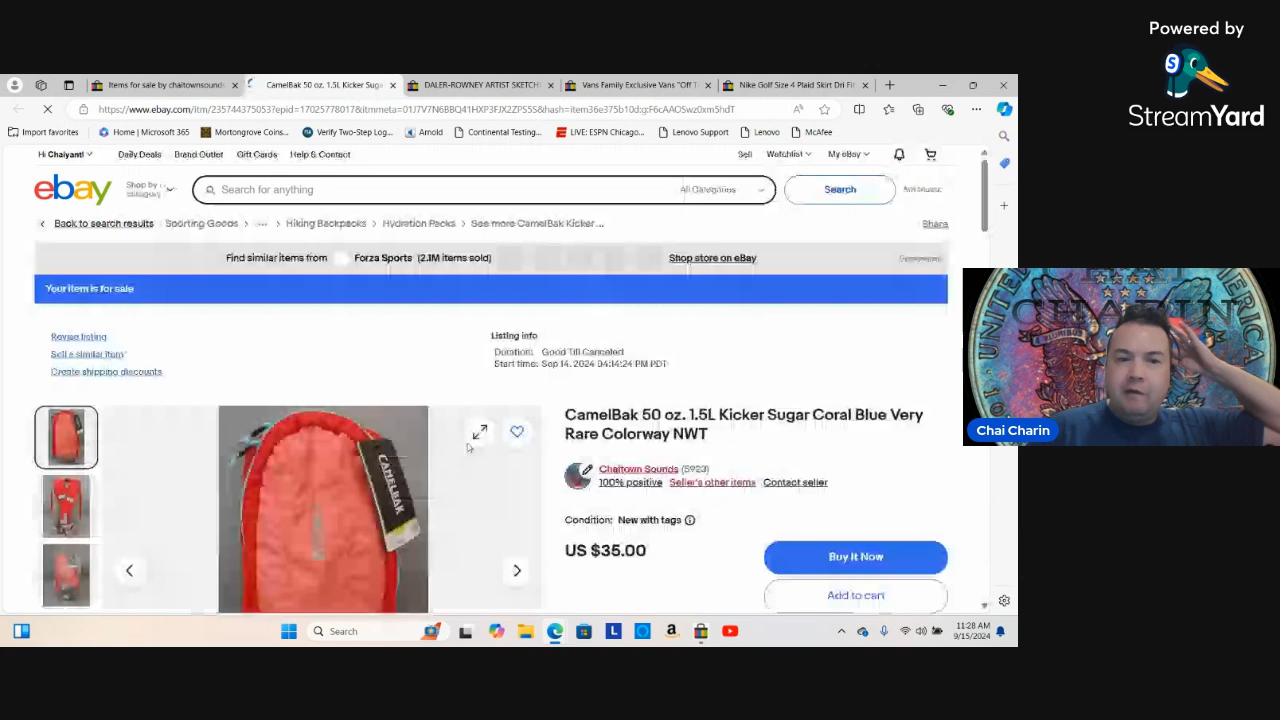 Powered by
StreamYard
Items for sale by chaitownsound
CamelBak 50 oz. 1.5L Kicker Suga
DALER-ROWNEY ARTIST SKETCH
Vans Family Exclusive Vans "Off T
Nike Golf Size 4 Plaid Skirt Dri Fi
Import favorites
Home | Microsoft 365
Mortongrove Coins...
Verify Two-Step Log...
Arnold
Continental Testing...
LIVE: ESPN Chicago...
Lenovo Support
Lenovo
McAfee
Hi Chaiyant!
Daily Deals
Brand Outlet
Gift Cards
Help & Contact
Sell
Watchlist
My eBay
ebay
Shop by
category
Search for anything
All Categories
Search
Advanced
Back to search results
Sporting Goods
...
Hiking Backpacks
Hydration Packs
See more CamelBak Kicker ...
Share
Find similar items from
Forza Sports (2.1M items sold)
Shop store on eBay
Your item is for sale
Revise listing
Sell a similar item
Create shipping discounts
Listing info
Duration: Good Till Canceled
Start time: Sep 14, 2024 04:14:24 PM PDT
CAMELBAK
CamelBak 50 oz. 1.5L Kicker Sugar Coral Blue Very
Rare Colorway NWT
Chaitown Sounds (5923)
100% positive
Seller's other items
Contact seller
Condition: New with tags
US $35.00
Buy It Now
Add to cart
Chai Charin
Search
11:28 AM
9/15/2024